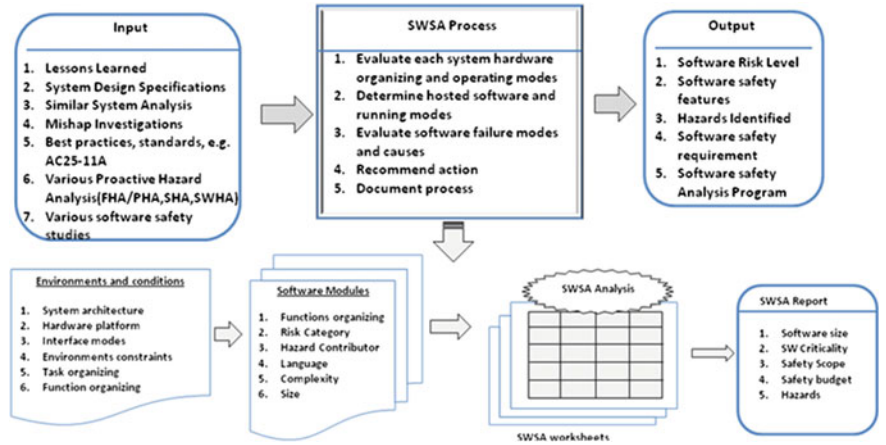 Input
1. Lessons Learned
2. System Design Specifications
3. Similar System Analysis
4. Mishap Investigations
5. Best practices, standards, e.g.
AC25-11A
6. Various Proactive Hazard
Analysis(FHA/PHA,SHA,SWHA)
7. Various software safety
studies
SWSA Process
1. Evaluate each system hardware
organizing and operating modes
2. Determine hosted software and
running modes
3. Evaluate software failure modes
and causes
4. Recommend action
5. Document process
Output
1. Software Risk Level
2. Software safety
features
3. Hazards Identified
4. Software safety
requirement
5. Software safety
Analysis Program
Environments and conditions
1. System architecture
2. Hardware platform
3. Interface modes
4. Environments constraints
5. Task organizing
6. Function organizing
Software Modules
1. Functions organizing
2. Risk Category
3. Hazard Contributor
4. Language
5. Complexity
6. Size
SWSA Analysis
SWSA worksheets
SWSA Report
1. Software size
2. SW Criticality
3. Safety Scope
4. Safety budget
5. Hazards